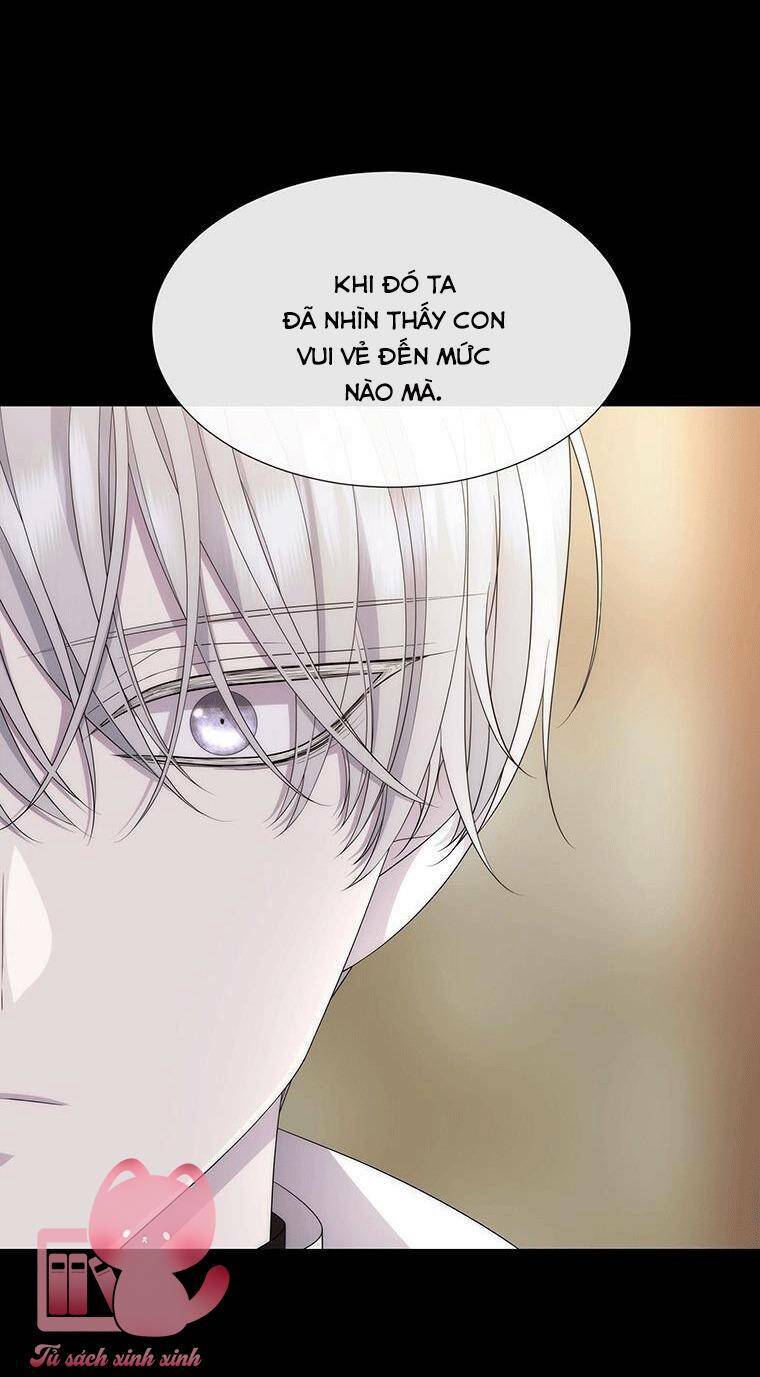 KHI ĐÓ TA
ĐÃ NHÌN THẤY CON
VUI VẺ ĐẾN MỨC
NÀO MÀ.
Tủ sách xinh xinh